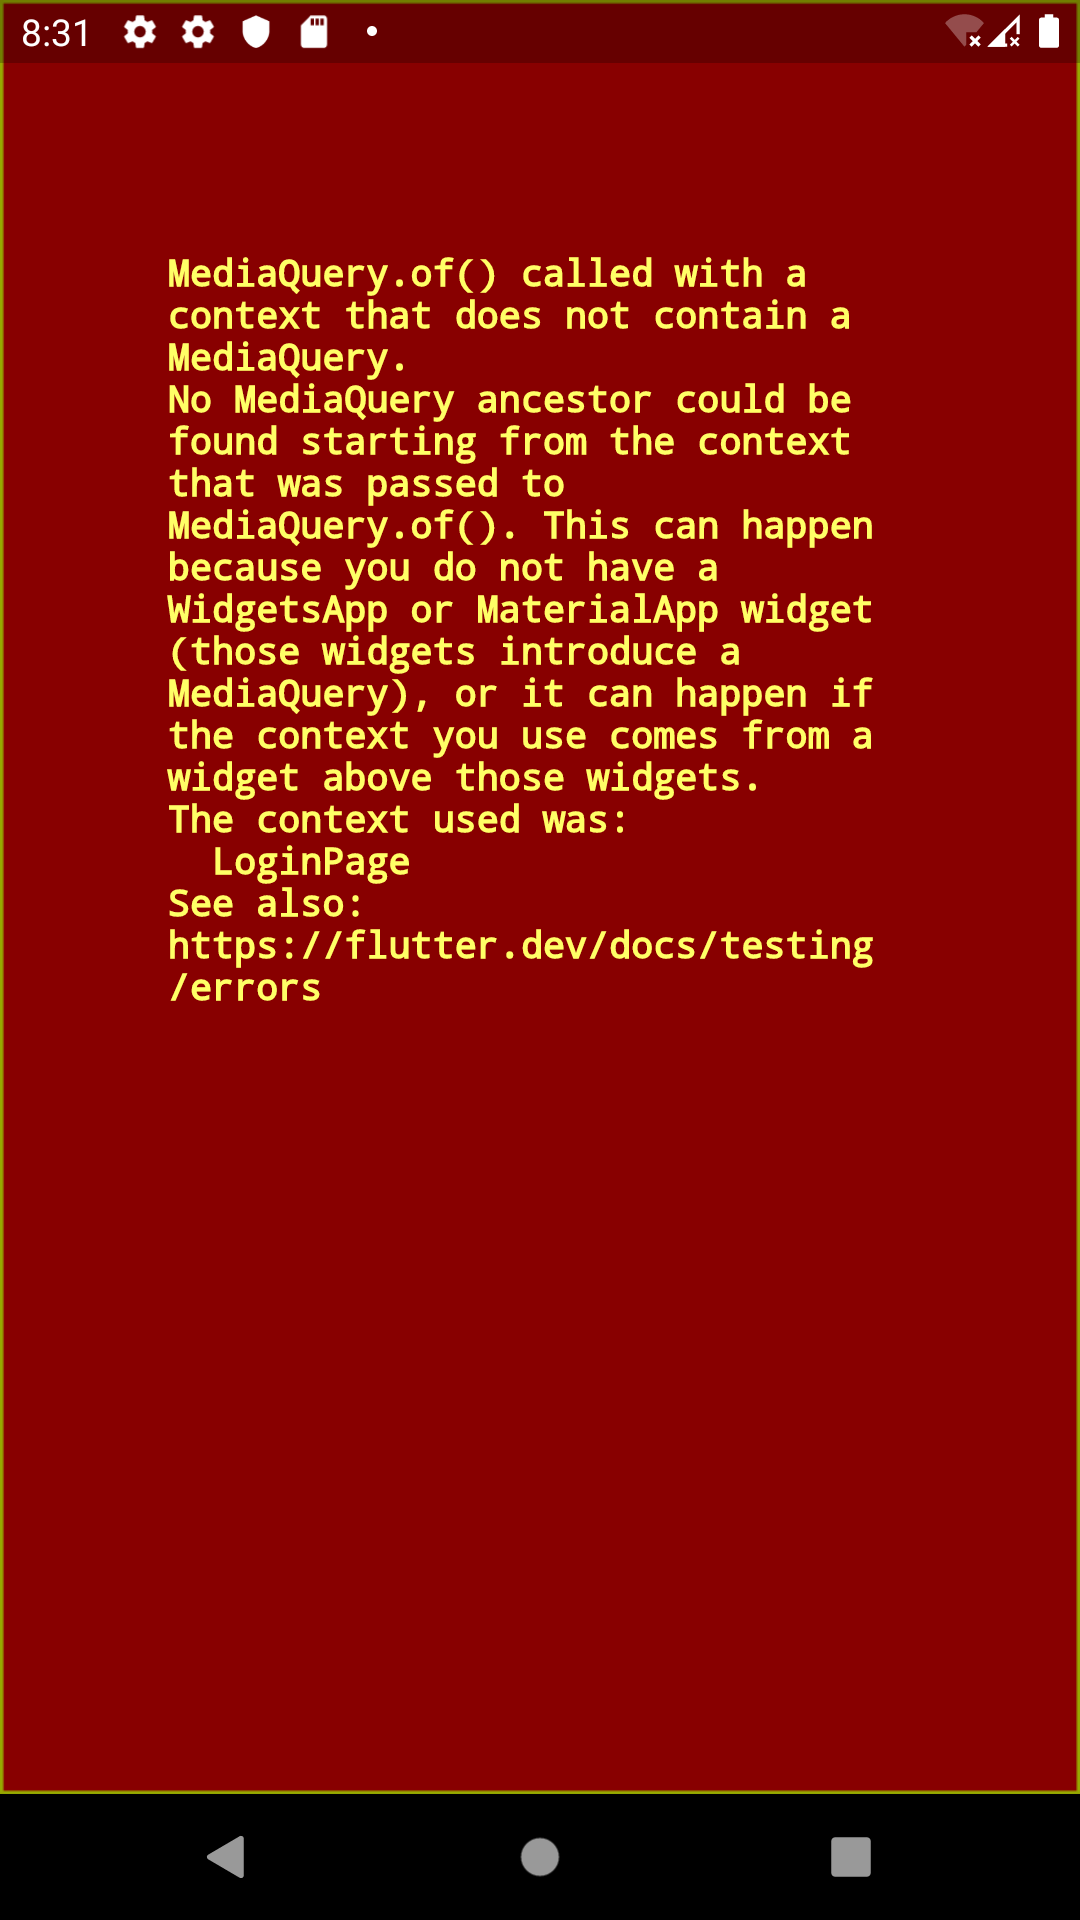 8:31
MediaQuery.of() called with a
context that does not contain a
MediaQuery.
No MediaQuery ancestor could be
found starting from the context
that was passed to
MediaQuery.of(). This can happen
because you do not have a
WidgetsApp or MaterialApp widget
(those widgets introduce a
MediaQuery), or it can happen if
the context you use comes from a
widget above those widgets.
The context used was:
  LoginPage
See also:
https://flutter.dev/docs/testing
/errors